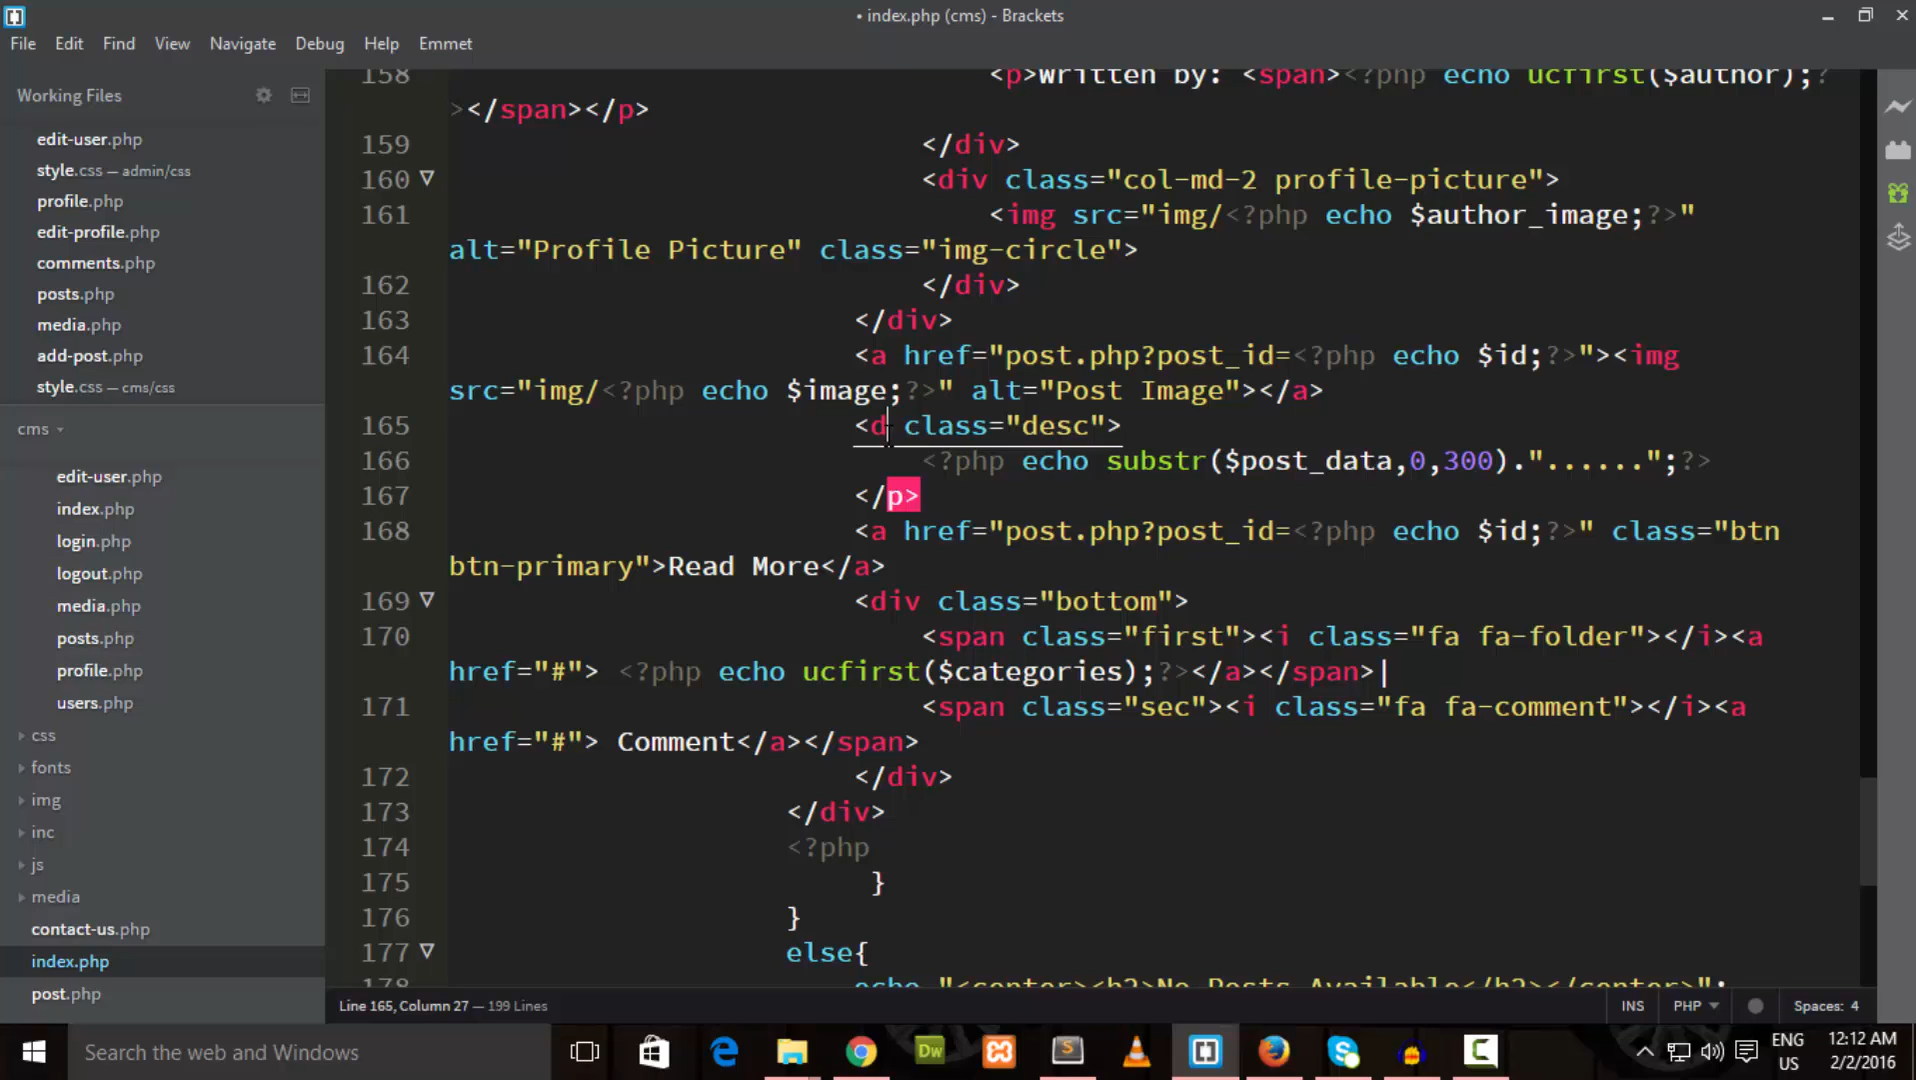 • index.php (cms) - Brackets
File Edit Find View Navigate Debug Help Emmet
Working Files
edit-user.php
style.css — admin/css
profile.php
edit-profile.php
comments.php
posts.php
media.php
add-post.php
style.css — cms/css
cms
edit-user.php
index.php
login.php
logout.php
media.php
posts.php
profile.php
users.php
css
fonts
img
inc
js
media
contact-us.php
index.php
post.php
158 <p>Written by: <span><?php echo ucfirst($author);?
></span></p>
159 </div>
160 <div class="col-md-2 profile-picture">
161 <img src="img/<?php echo $author_image;?>"
alt="Profile Picture" class="img-circle">
162 </div>
163 </div>
164 <a href="post.php?post_id=<?php echo $id;?>"><img
src="img/<?php echo $image;?>" alt="Post Image"></a>
165 <d class="desc">
166 <?php echo substr($post_data,0,300)."......";?>
167 </p>
168 <a href="post.php?post_id=<?php echo $id;?>" class="btn
btn-primary">Read More</a>
169 <div class="bottom">
170 <span class="first"><i class="fa fa-folder"></i><a
href="#"> <?php echo ucfirst($categories);?></a></span>|
171 <span class="sec"><i class="fa fa-comment"></i><a
href="#"> Comment</a></span>
172 </div>
173 </div>
174 <?php
175 }
176 }
177 else{
178 echo "<center><h2>No Posts Available</h2></center>";
Line 165, Column 27 — 199 Lines
INS PHP Spaces: 4
Search the web and Windows
Dw
S
ENG
US
12:12 AM
2/2/2016